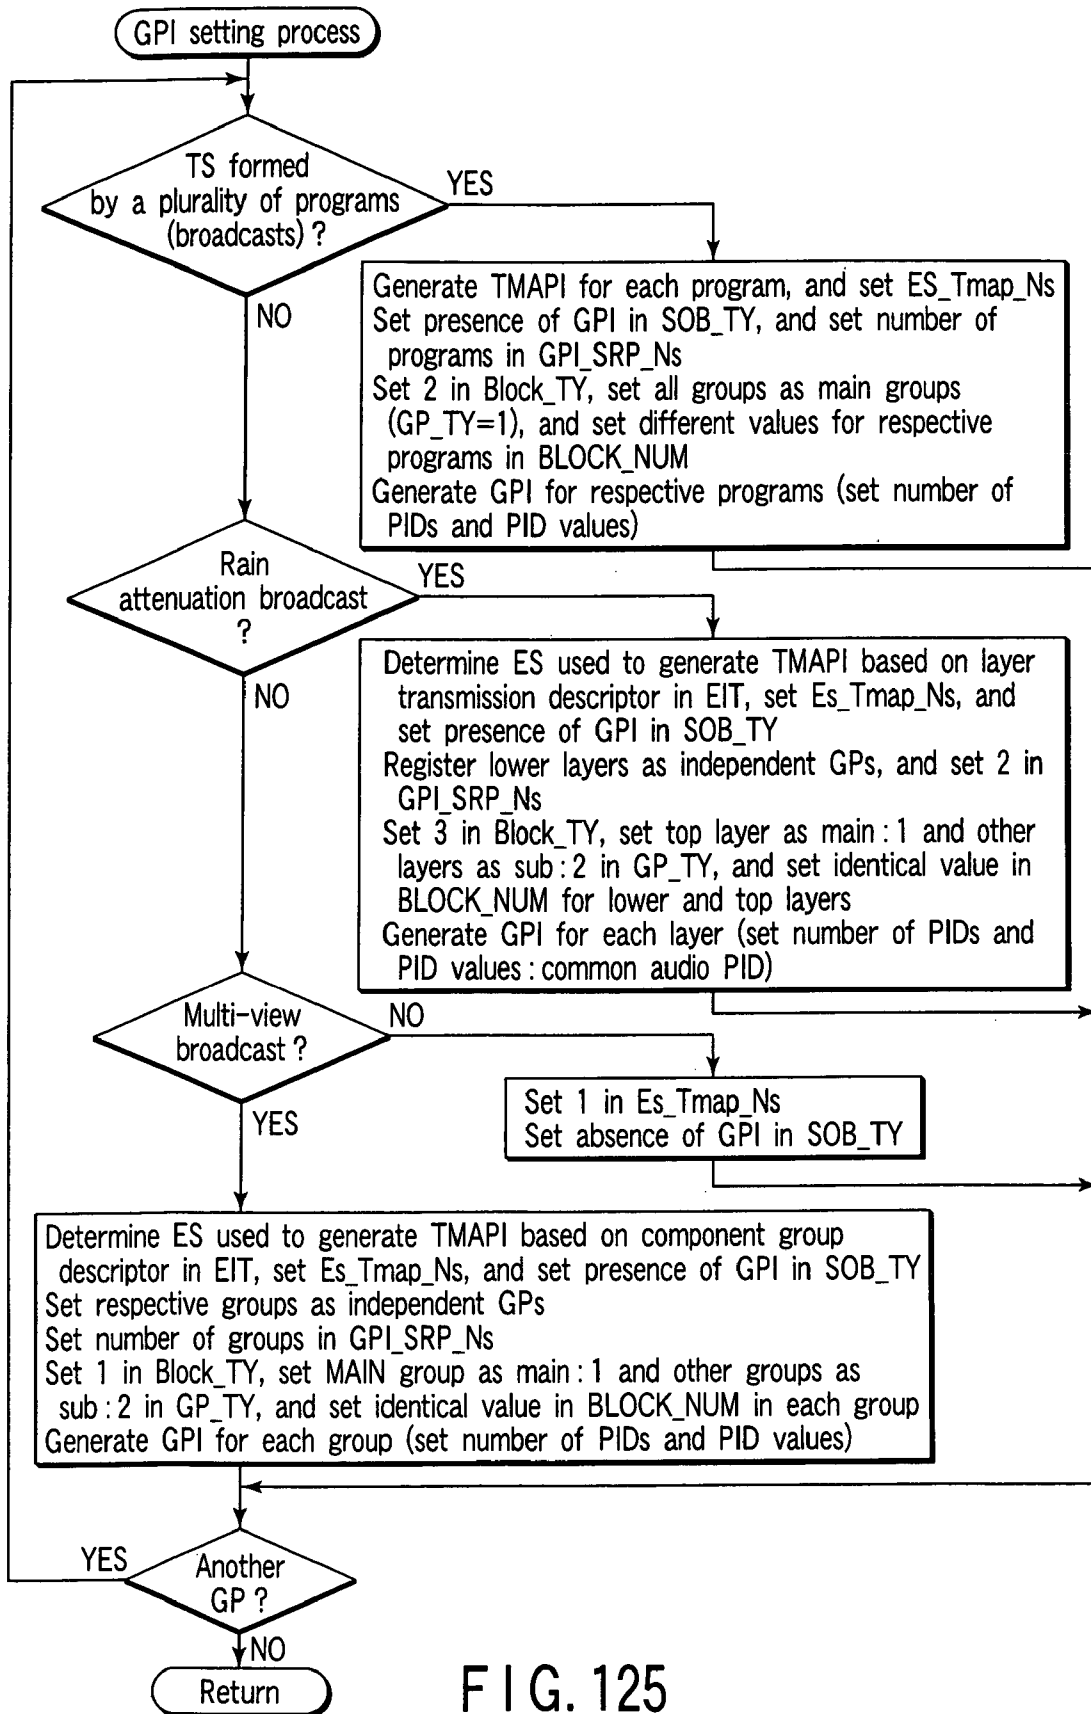 GPI setting process
TS formed
by a plurality of programs
(broadcasts) ?
YES
NO
Generate TMAPI for each program, and set ES_Tmap_Ns
Set presence of GPI in SOB_TY, and set number of
programs in GPI_SRP_Ns
Set 2 in Block_TY, set all groups as main groups
(GP_TY=1), and set different values for respective
programs in BLOCK_NUM
Generate GPI for respective programs (set number of
PIDs and PID values)
Rain
attenuation broadcast
?
YES
NO
Determine ES used to generate TMAPI based on layer
transmission descriptor in EIT, set Es_Tmap_Ns, and
set presence of GPI in SOB_TY
Register lower layers as independent GPs, and set 2 in
GPI_SRP_Ns
Set 3 in Block_TY, set top layer as main : 1 and other
layers as sub : 2 in GP_TY, and set identical value in
BLOCK_NUM for lower and top layers
Generate GPI for each layer (set number of PIDs and
PID values : common audio PID)
Multi-view
broadcast ?
NO
YES
Set 1 in Es_Tmap_Ns
Set absence of GPI in SOB_TY
Determine ES used to generate TMAPI based on component group
descriptor in EIT, set Es_Tmap_Ns, and set presence of GPI in SOB_TY
Set respective groups as independent GPs
Set number of groups in GPI_SRP_Ns
Set 1 in Block_TY, set MAIN group as main : 1 and other groups as
sub : 2 in GP_TY, and set identical value in BLOCK_NUM in each group
Generate GPI for each group (set number of PIDs and PID values)
YES
Another
GP ?
NO
Return
FIG. 125